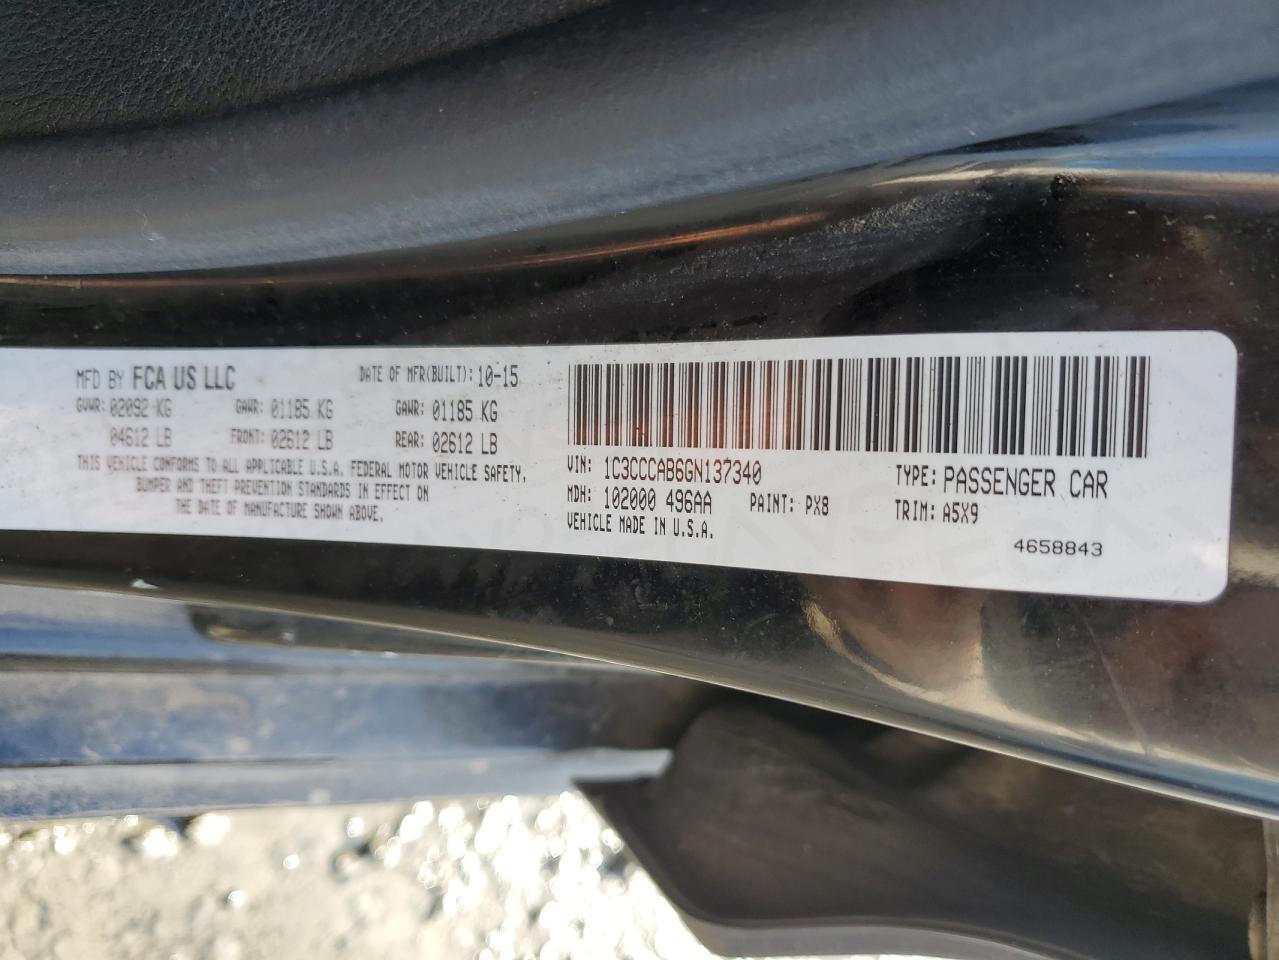 MFD BY FCA US LLC DATE OF MFR(BUILT): 10-15
GVWR: 02092 KG GAWR: 01185 KG GAWR: 01185 KG
04612 LB FRONT: 02612 LB REAR: 02612 LB
THIS VEHICLE CONFORMS TO ALL APPLICABLE U.S.A. FEDERAL MOTOR VEHICLE SAFETY,
BUMPER AND THEFT PREVENTION STANDARDS IN EFFECT ON
THE DATE OF MANUFACTURE SHOWN ABOVE.
VIN: 1C3CCCAB6GN137340 TYPE: PASSENGER CAR
MDH: 102000 496AA PAINT: PX8 TRIM: A5X9
VEHICLE MADE IN U.S.A.
4658843